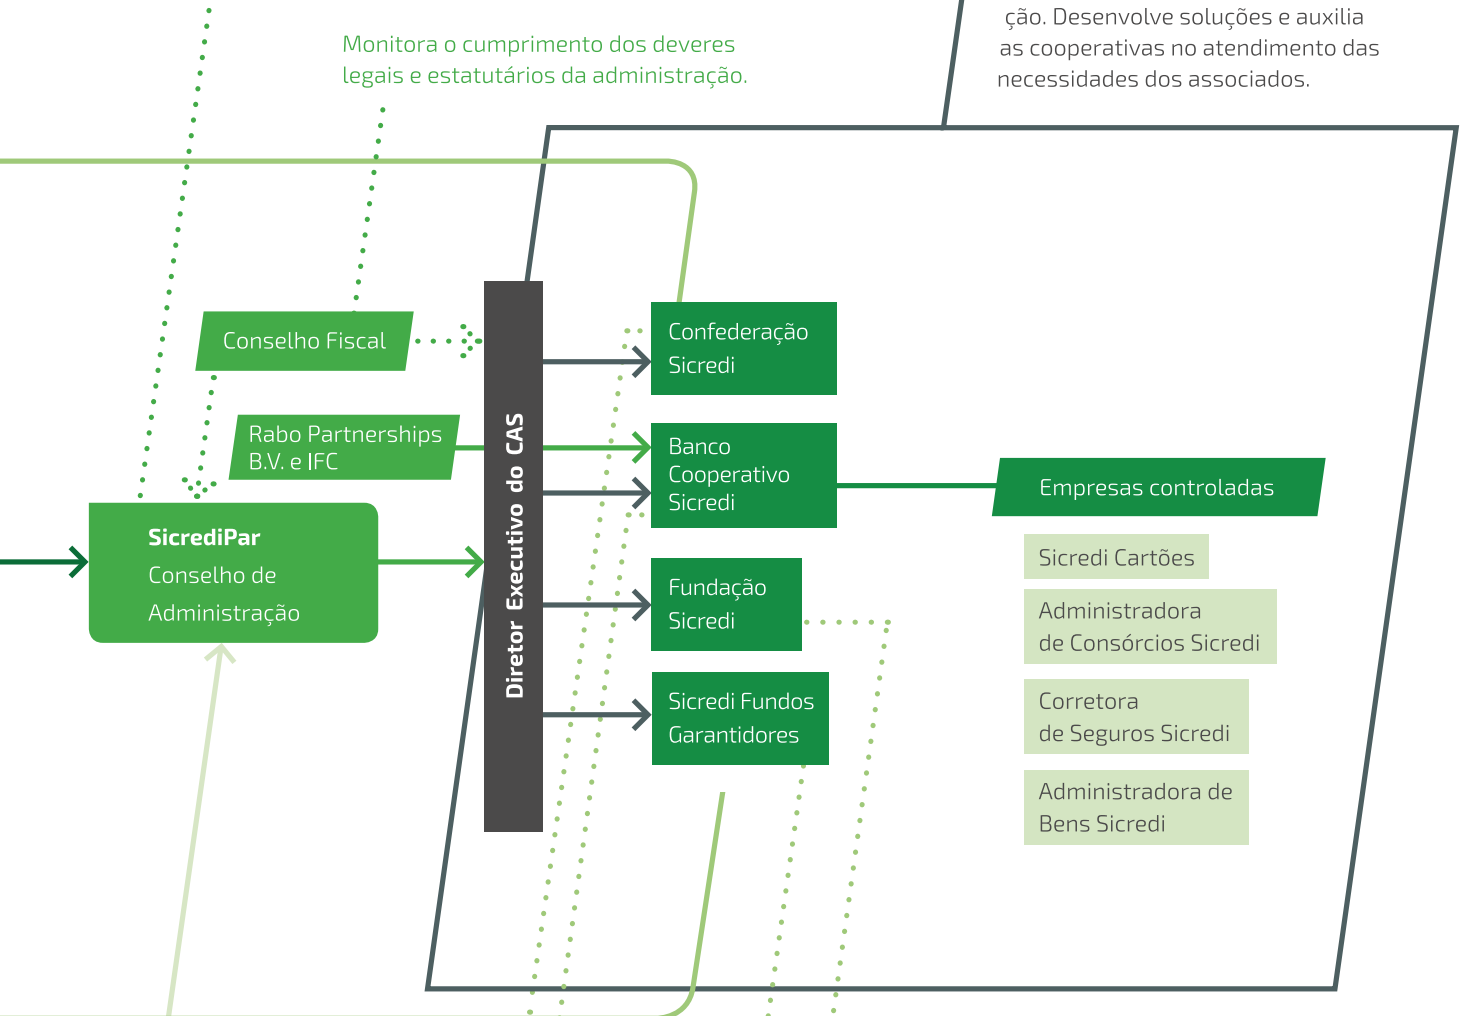 ção. Desenvolve soluções e auxilia
as cooperativas no atendimento das
necessidades dos associados.
Monitora o cumprimento dos deveres
legais e estatutários da administração.
Conselho Fiscal
Rabo Partnerships
B.V. e IFC
SicrediPar
Conselho de
Administração
Diretor Executivo do CAS
Confederação
Sicredi
Banco
Cooperativo
Sicredi
Fundação
Sicredi
Sicredi Fundos
Garantidores
Empresas controladas
Sicredi Cartões
Administradora
de Consórcios Sicredi
Corretora
de Seguros Sicredi
Administradora de
Bens Sicredi